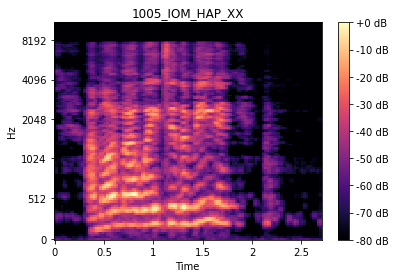 1005_IOM_HAP_XX
+0 dB
8192
-10 dB
4096
-20 dB
-30 dB
2048
Hz
-40 dB
1024
-50 dB
512
-60 dB
-70 dB
0
-80 dB
0 0.5 1 1.5 2 2.5
Time